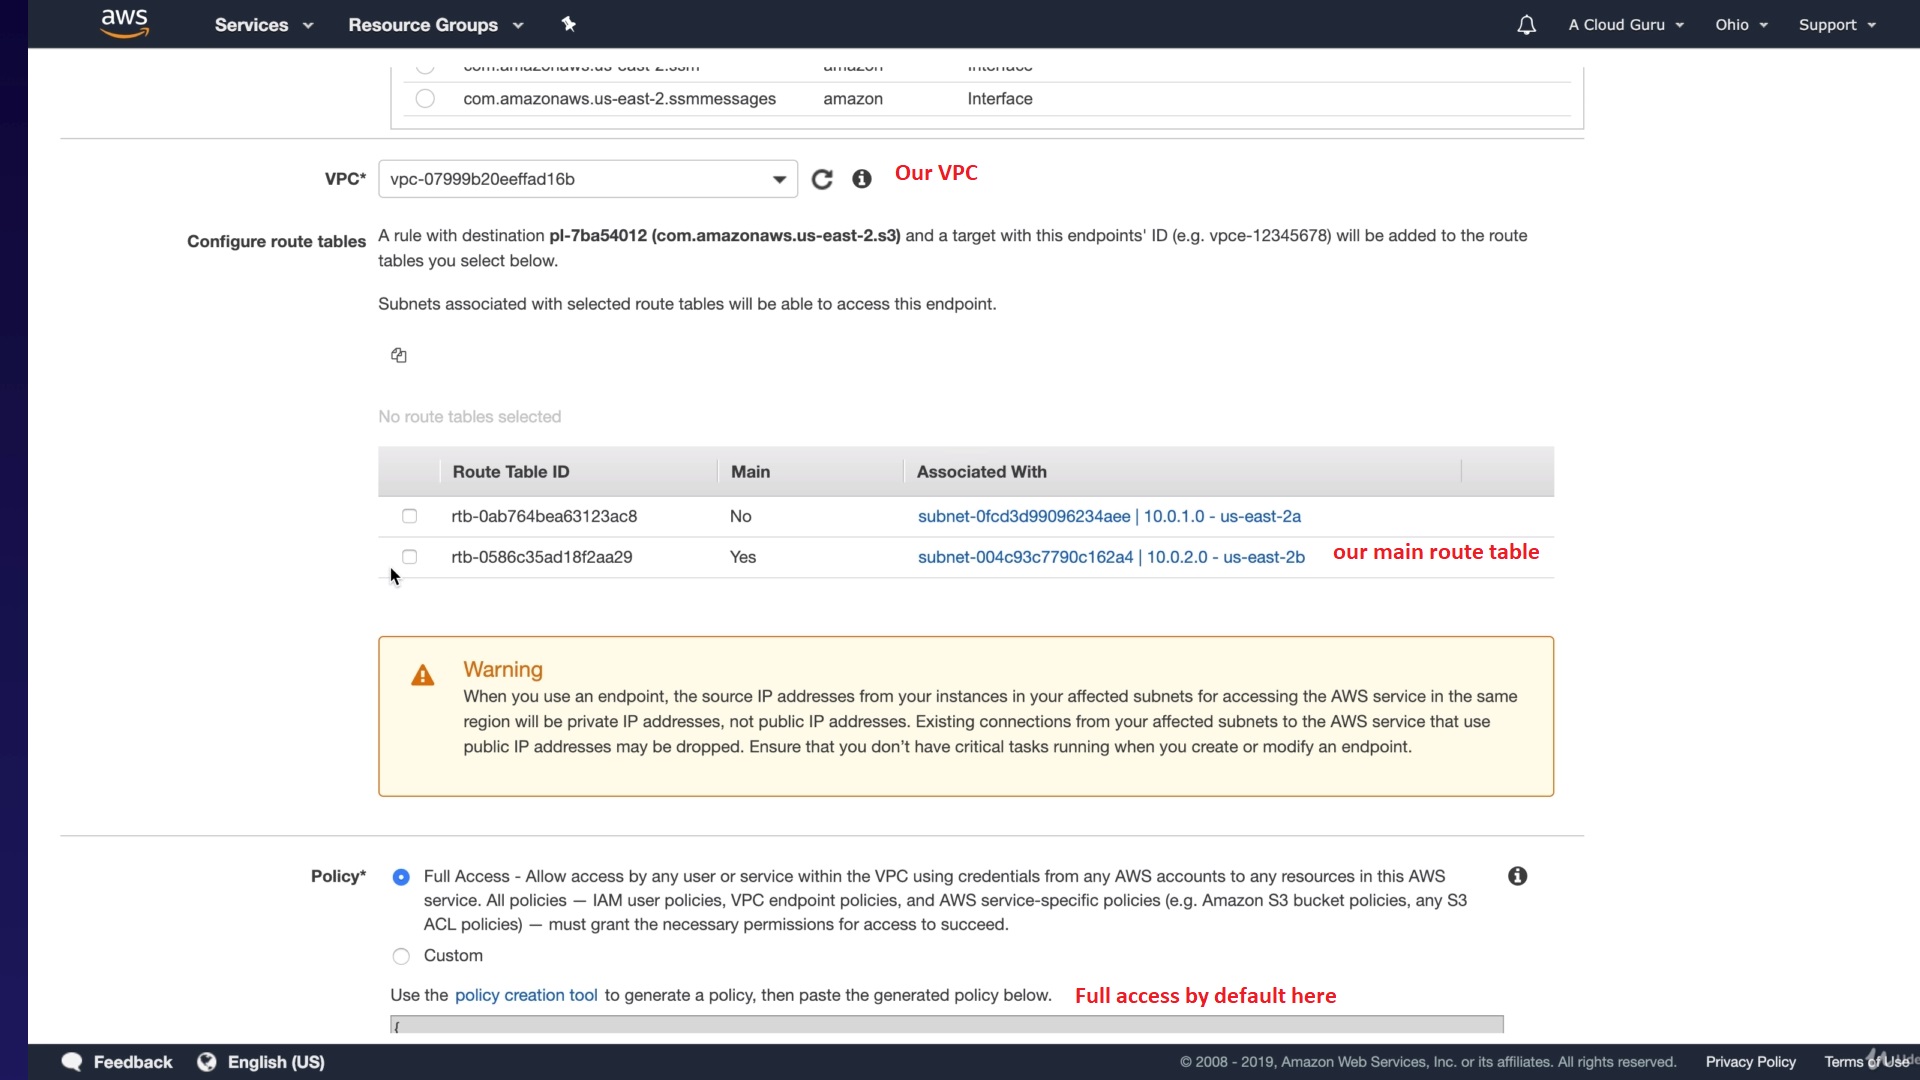 aws Services Resource Groups A Cloud Guru Ohio Support
com.amazonaws.us-east-2.ssm amazon Interface
com.amazonaws.us-east-2.ssmmessages amazon Interface
VPC* vpc-07999b20eeffad16b Our VPC
Configure route tables A rule with destination pl-7ba54012 (com.amazonaws.us-east-2.s3) and a target with this endpoints' ID (e.g. vpce-12345678) will be added to the route
tables you select below.
Subnets associated with selected route tables will be able to access this endpoint.
No route tables selected
Route Table ID Main Associated With
rtb-0ab764bea63123ac8 No subnet-0fcd3d99096234aee | 10.0.1.0 - us-east-2a
rtb-0586c35ad18f2aa29 Yes subnet-004c93c7790c162a4 | 10.0.2.0 - us-east-2b our main route table
Warning
When you use an endpoint, the source IP addresses from your instances in your affected subnets for accessing the AWS service in the same
region will be private IP addresses, not public IP addresses. Existing connections from your affected subnets to the AWS service that use
public IP addresses may be dropped. Ensure that you don’t have critical tasks running when you create or modify an endpoint.
Policy* Full Access - Allow access by any user or service within the VPC using credentials from any AWS accounts to any resources in this AWS
service. All policies — IAM user policies, VPC endpoint policies, and AWS service-specific policies (e.g. Amazon S3 bucket policies, any S3
ACL policies) — must grant the necessary permissions for access to succeed.
Custom
Use the policy creation tool to generate a policy, then paste the generated policy below. Full access by default here
{
Feedback English (US) © 2008 - 2019, Amazon Web Services, Inc. or its affiliates. All rights reserved. Privacy Policy Terms of Use